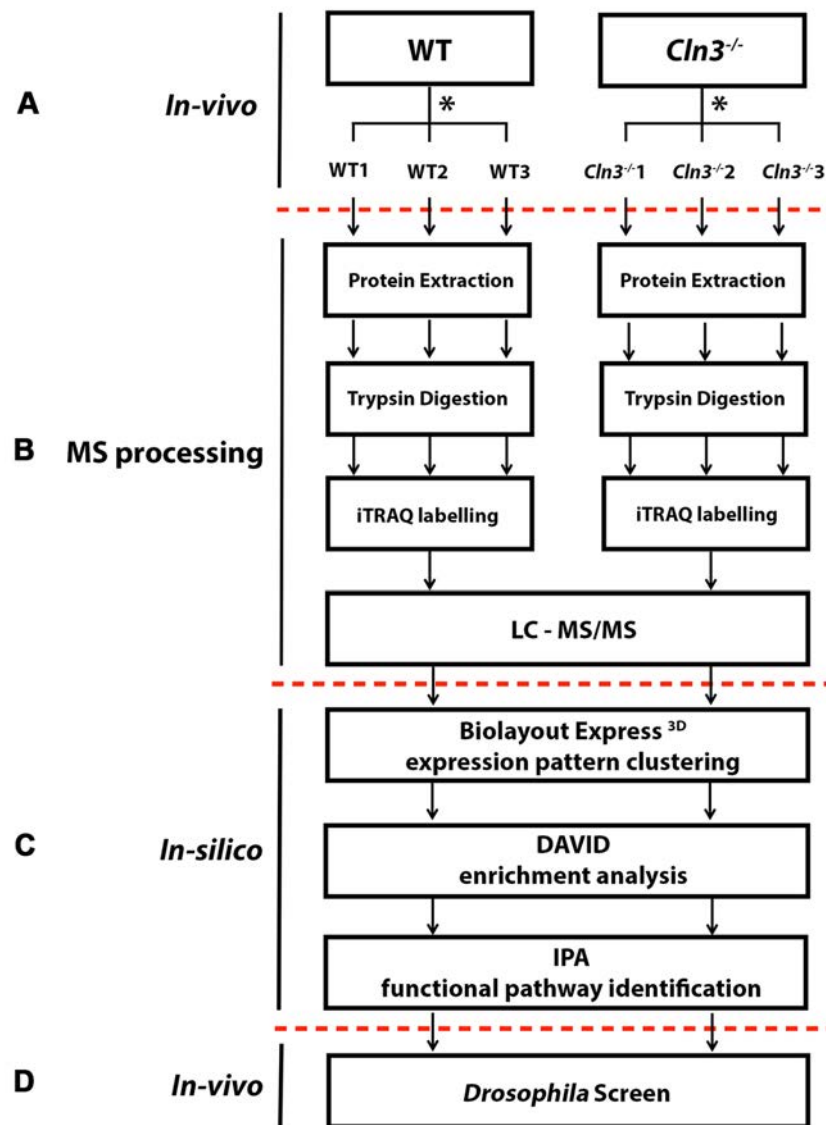 WT
Cln3-/-
A
In-vivo
*
*
WT1
WT2
WT3
Cln3-/-1
Cln3-/-2
Cln3-/-3
Protein Extraction
Protein Extraction
Trypsin Digestion
Trypsin Digestion
B
MS processing
iTRAQ labelling
iTRAQ labelling
LC - MS/MS
Biolayout Express 3D
expression pattern clustering
C
In-silico
DAVID
enrichment analysis
IPA
functional pathway identification
D
In-vivo
Drosophila Screen